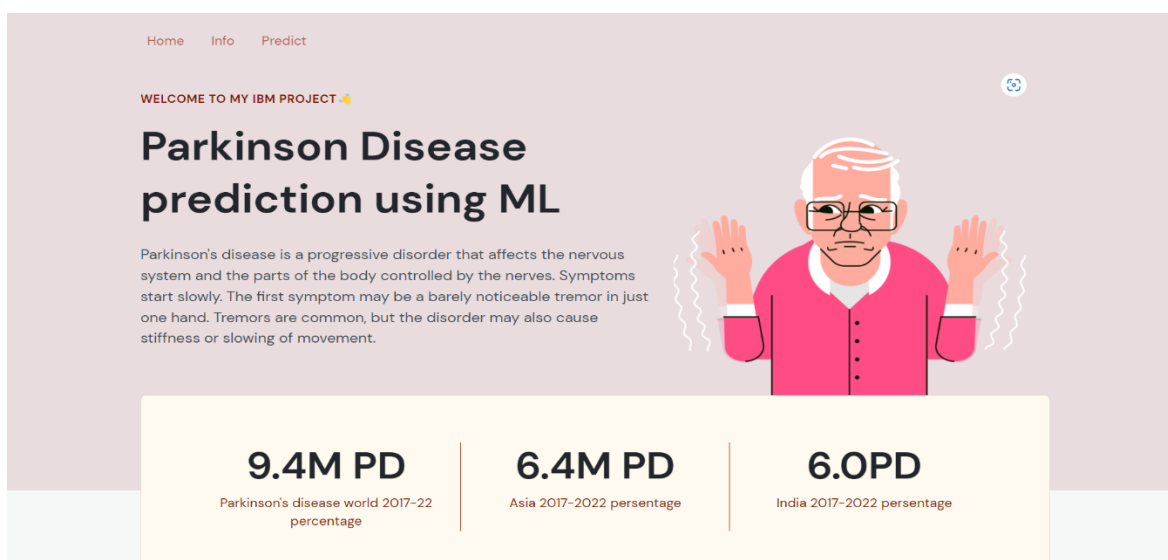 Home Info Predict
WELCOME TO MY IBM PROJECT
Parkinson Disease
prediction using ML
Parkinson's disease is a progressive disorder that affects the nervous
system and the parts of the body controlled by the nerves. Symptoms
start slowly. The first symptom may be a barely noticeable tremor in just
one hand. Tremors are common, but the disorder may also cause
stiffness or slowing of movement.
9.4M PD
Parkinson's disease world 2017-22
percentage
6.4M PD
Asia 2017-2022 persentage
6.0PD
India 2017-2022 persentage